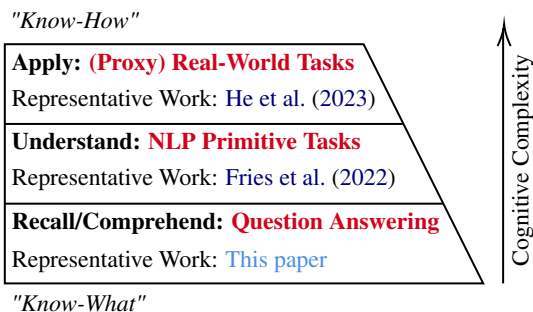 "Know-How"
Apply: (Proxy) Real-World Tasks
Representative Work: He et al. (2023)
Understand: NLP Primitive Tasks
Representative Work: Fries et al. (2022)
Recall/Comprehend: Question Answering
Representative Work: This paper
"Know-What"
Cognitive Complexity